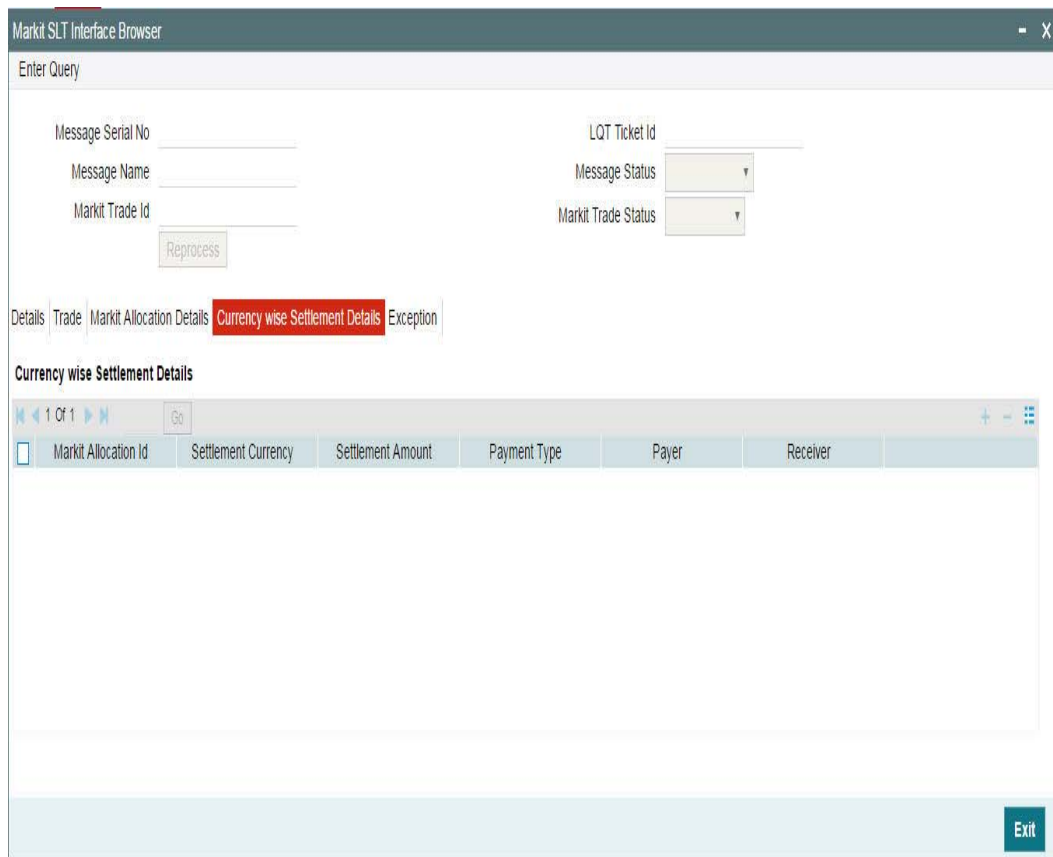 Markit SLT Interface Browser - X
Enter Query
Message Serial No LQT Ticket Id
Message Name Message Status
Markit Trade Id Markit Trade Status
Reprocess
Details Trade Markit Allocation Details Currency wise Settlement Details Exception
Currency wise Settlement Details
1 Of 1 Go
Markit Allocation Id Settlement Currency Settlement Amount Payment Type Payer Receiver
Exit